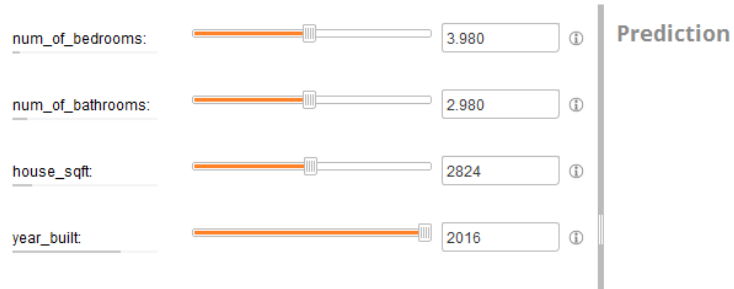 num_of_bedrooms: 3.980 Prediction
num_of_bathrooms: 2.980
house_sqft: 2824
year_built: 2016